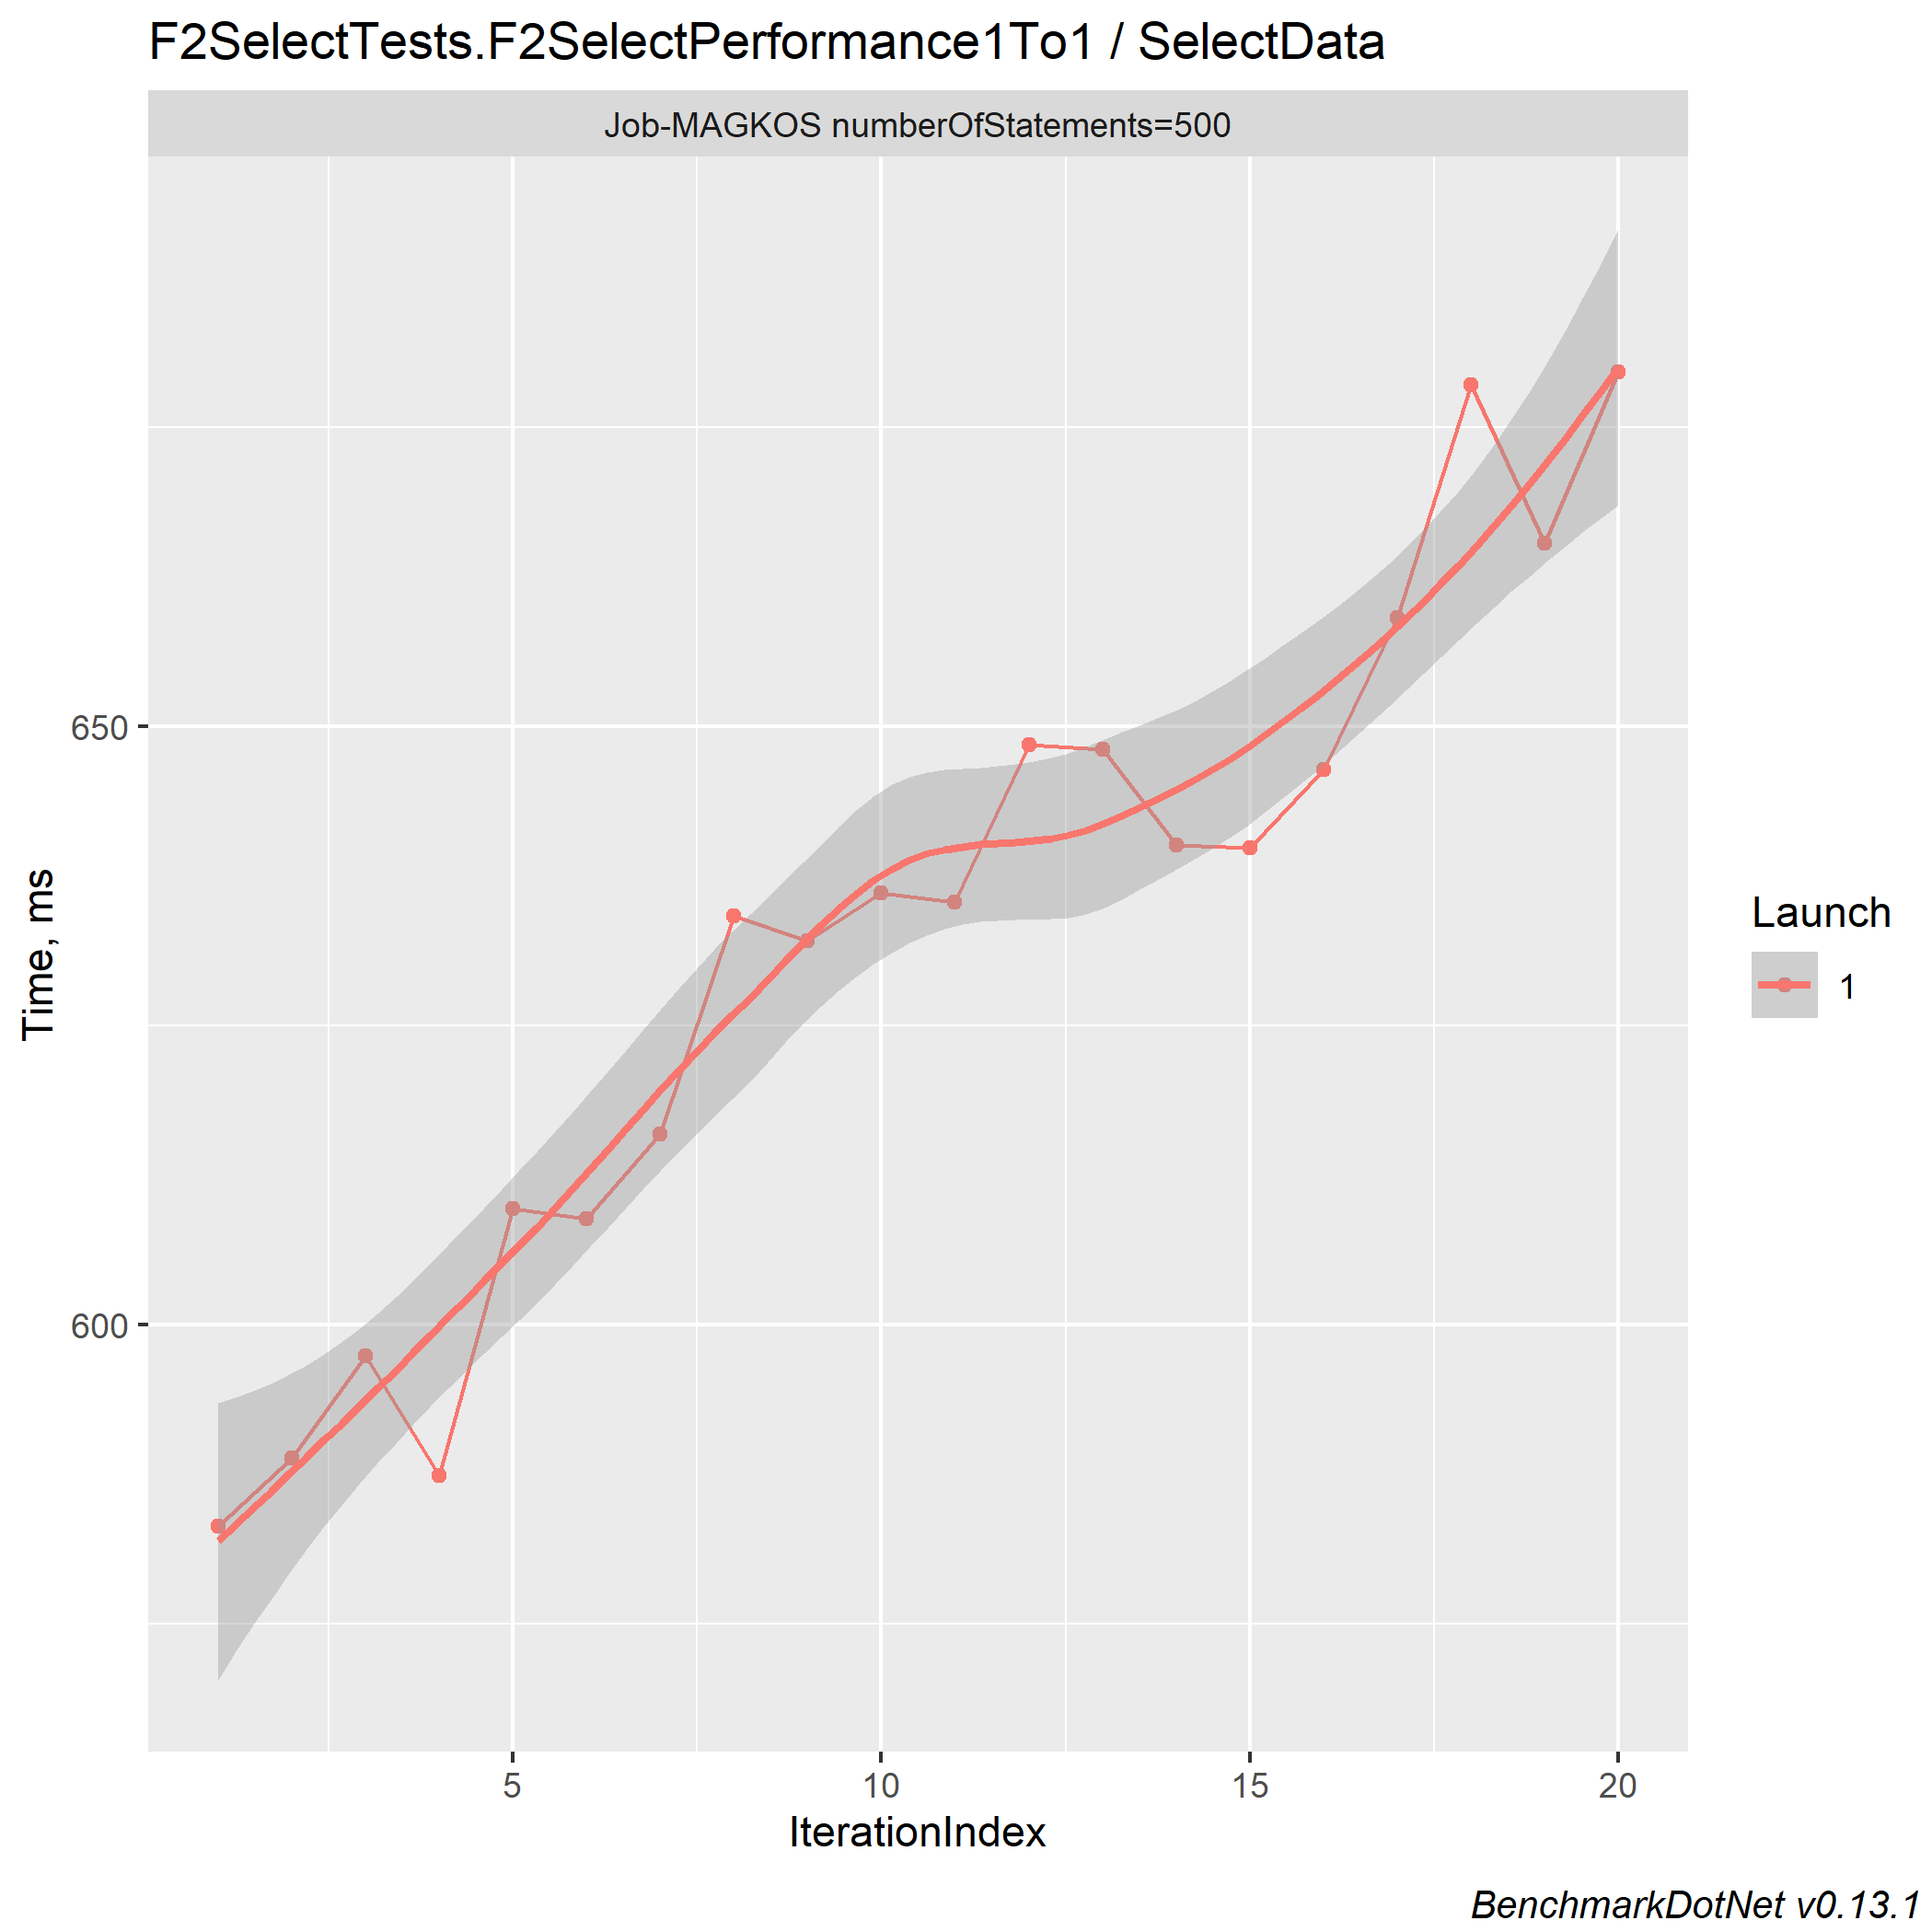 F2SelectTests.F2SelectPerformance1To1 / SelectData
Job-MAGKOS numberOfStatements=500
650
600
Time, ms
5
10
15
20
IterationIndex
Launch
1
BenchmarkDotNet v0.13.1